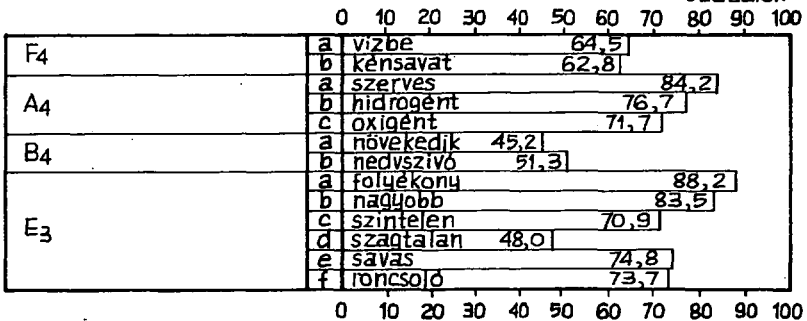 0 10 20 30 40 50 60 70 80 90 100
F4
a vízbe 64,5
b kénsavat 62,8
A4
a szerves 84,2
b hidrogént 76,7
c oxigént 71,7
B4
a növekedik 45,2
b nedvszívó 51,3
E3
a folyékony 88,2
b nagyobb 83,5
c színtelen 70,9
d szagtalan 48,0
e savas 74,8
f roncsoló 73,7
0 10 20 30 40 50 60 70 80 90 100